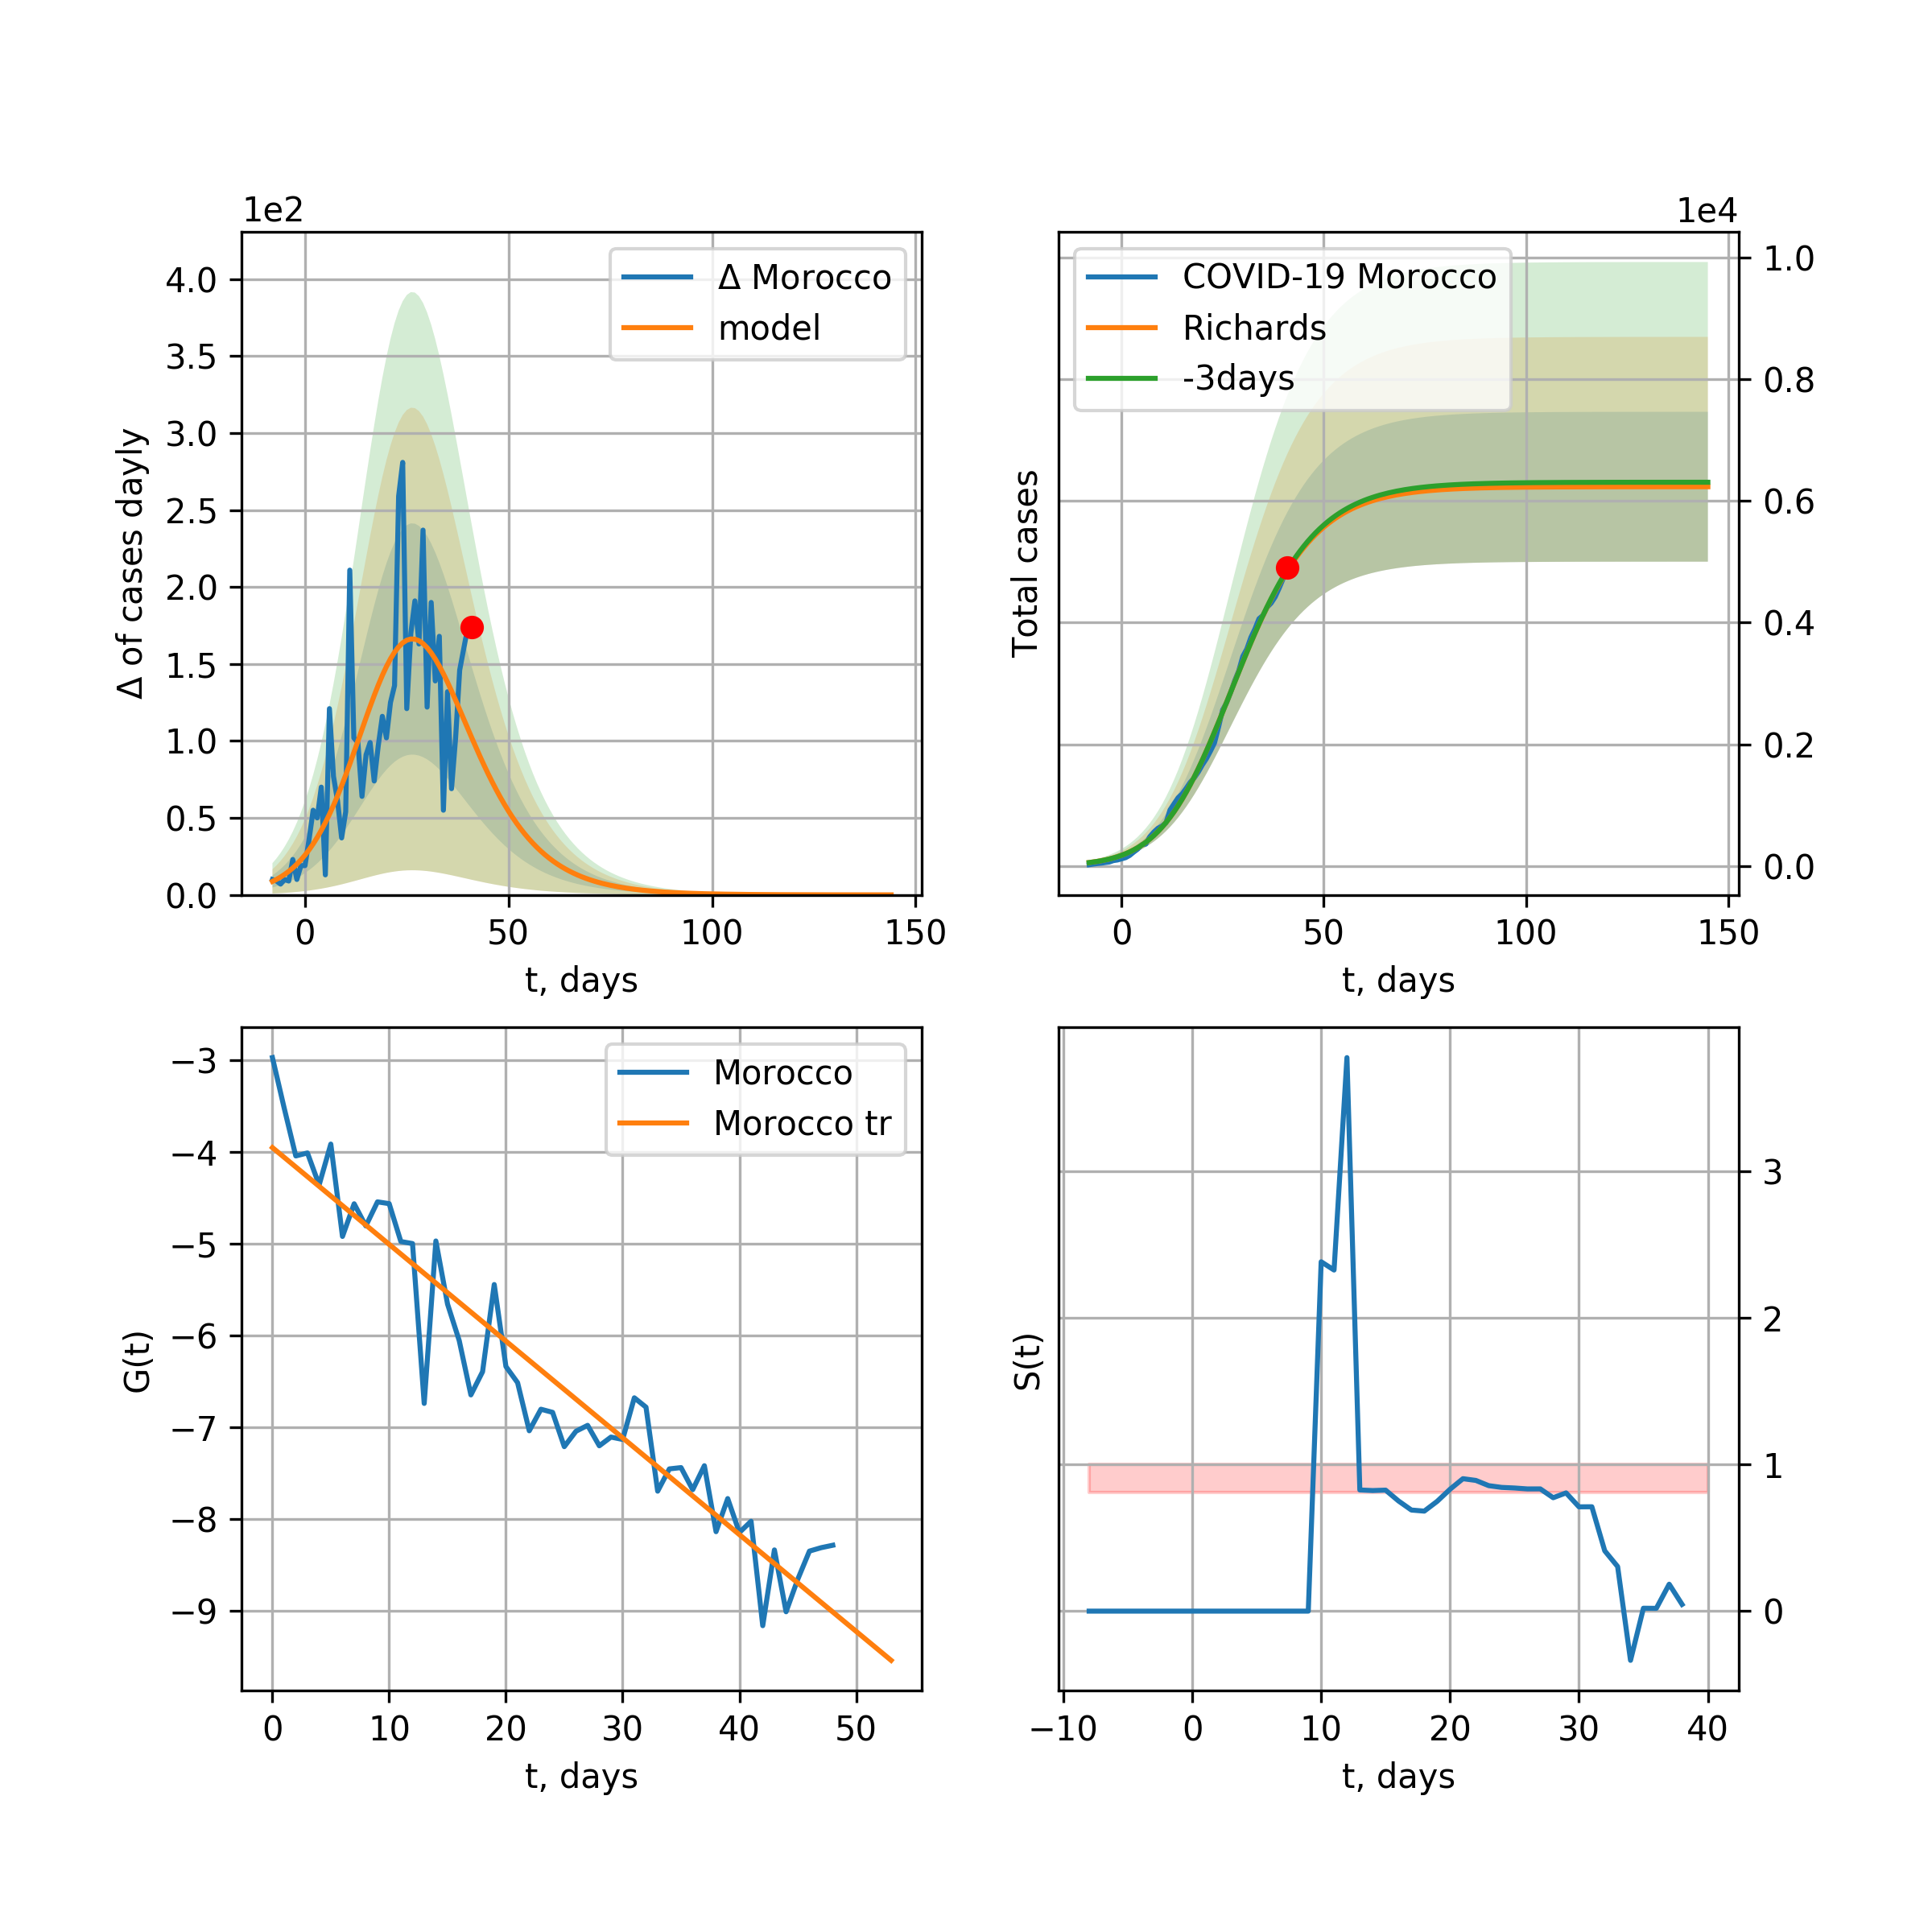 1e2
4.0
3.5
3.0
2.5
2.0
1.5
1.0
0.5
0.0
Δ of cases dayly
Δ Morocco
model
0 50 100 150
t, days
1e4
1.0
0.8
0.6
0.4
0.2
0.0
Total cases
COVID-19 Morocco
Richards
-3days
0 50 100 150
t, days
−3
−4
−5
−6
−7
−8
−9
G(t)
Morocco
Morocco tr
0 10 20 30 40 50
t, days
3
2
1
0
S(t)
−10 0 10 20 30 40
t, days